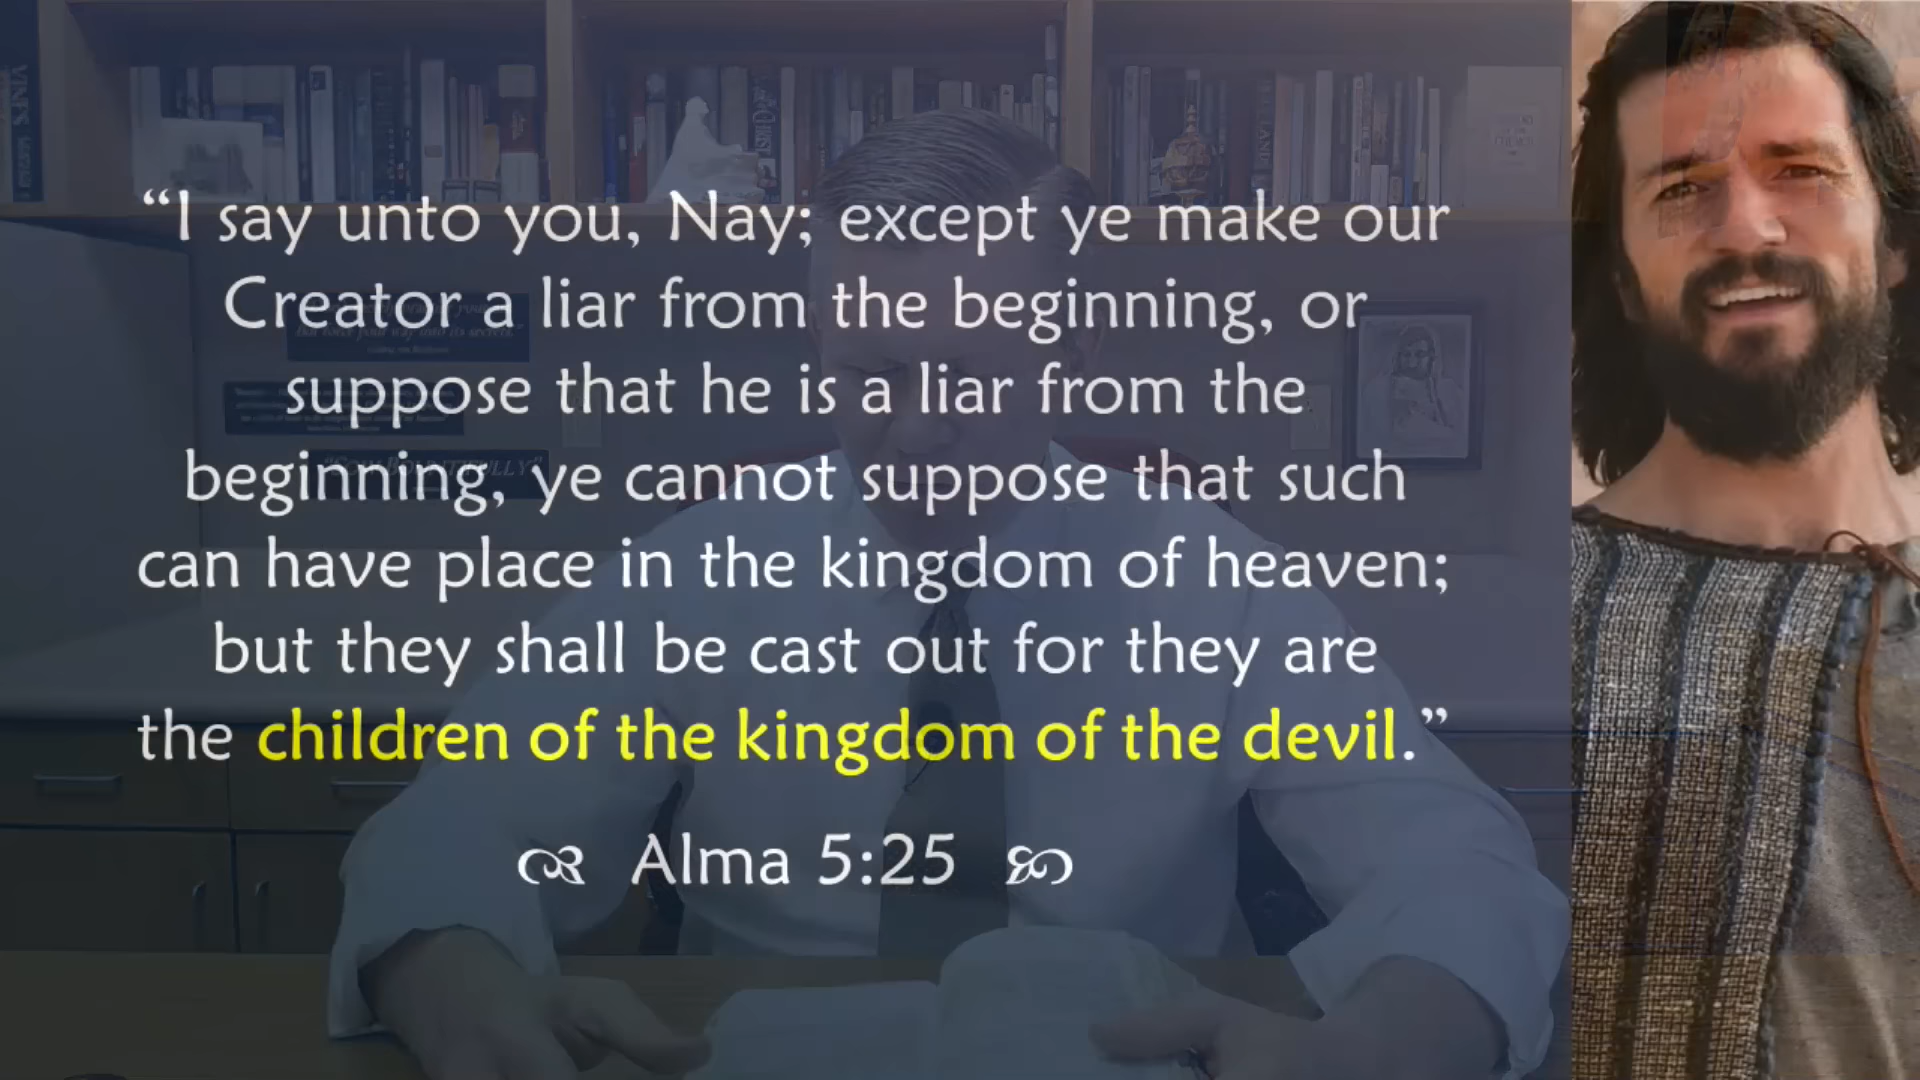 “I say unto you, Nay; except ye make our
Creator a liar from the beginning, or
suppose that he is a liar from the
beginning, ye cannot suppose that such
can have place in the kingdom of heaven;
but they shall be cast out for they are
the children of the kingdom of the devil.”
Alma 5:25
“SOW BOUNTIFULLY”